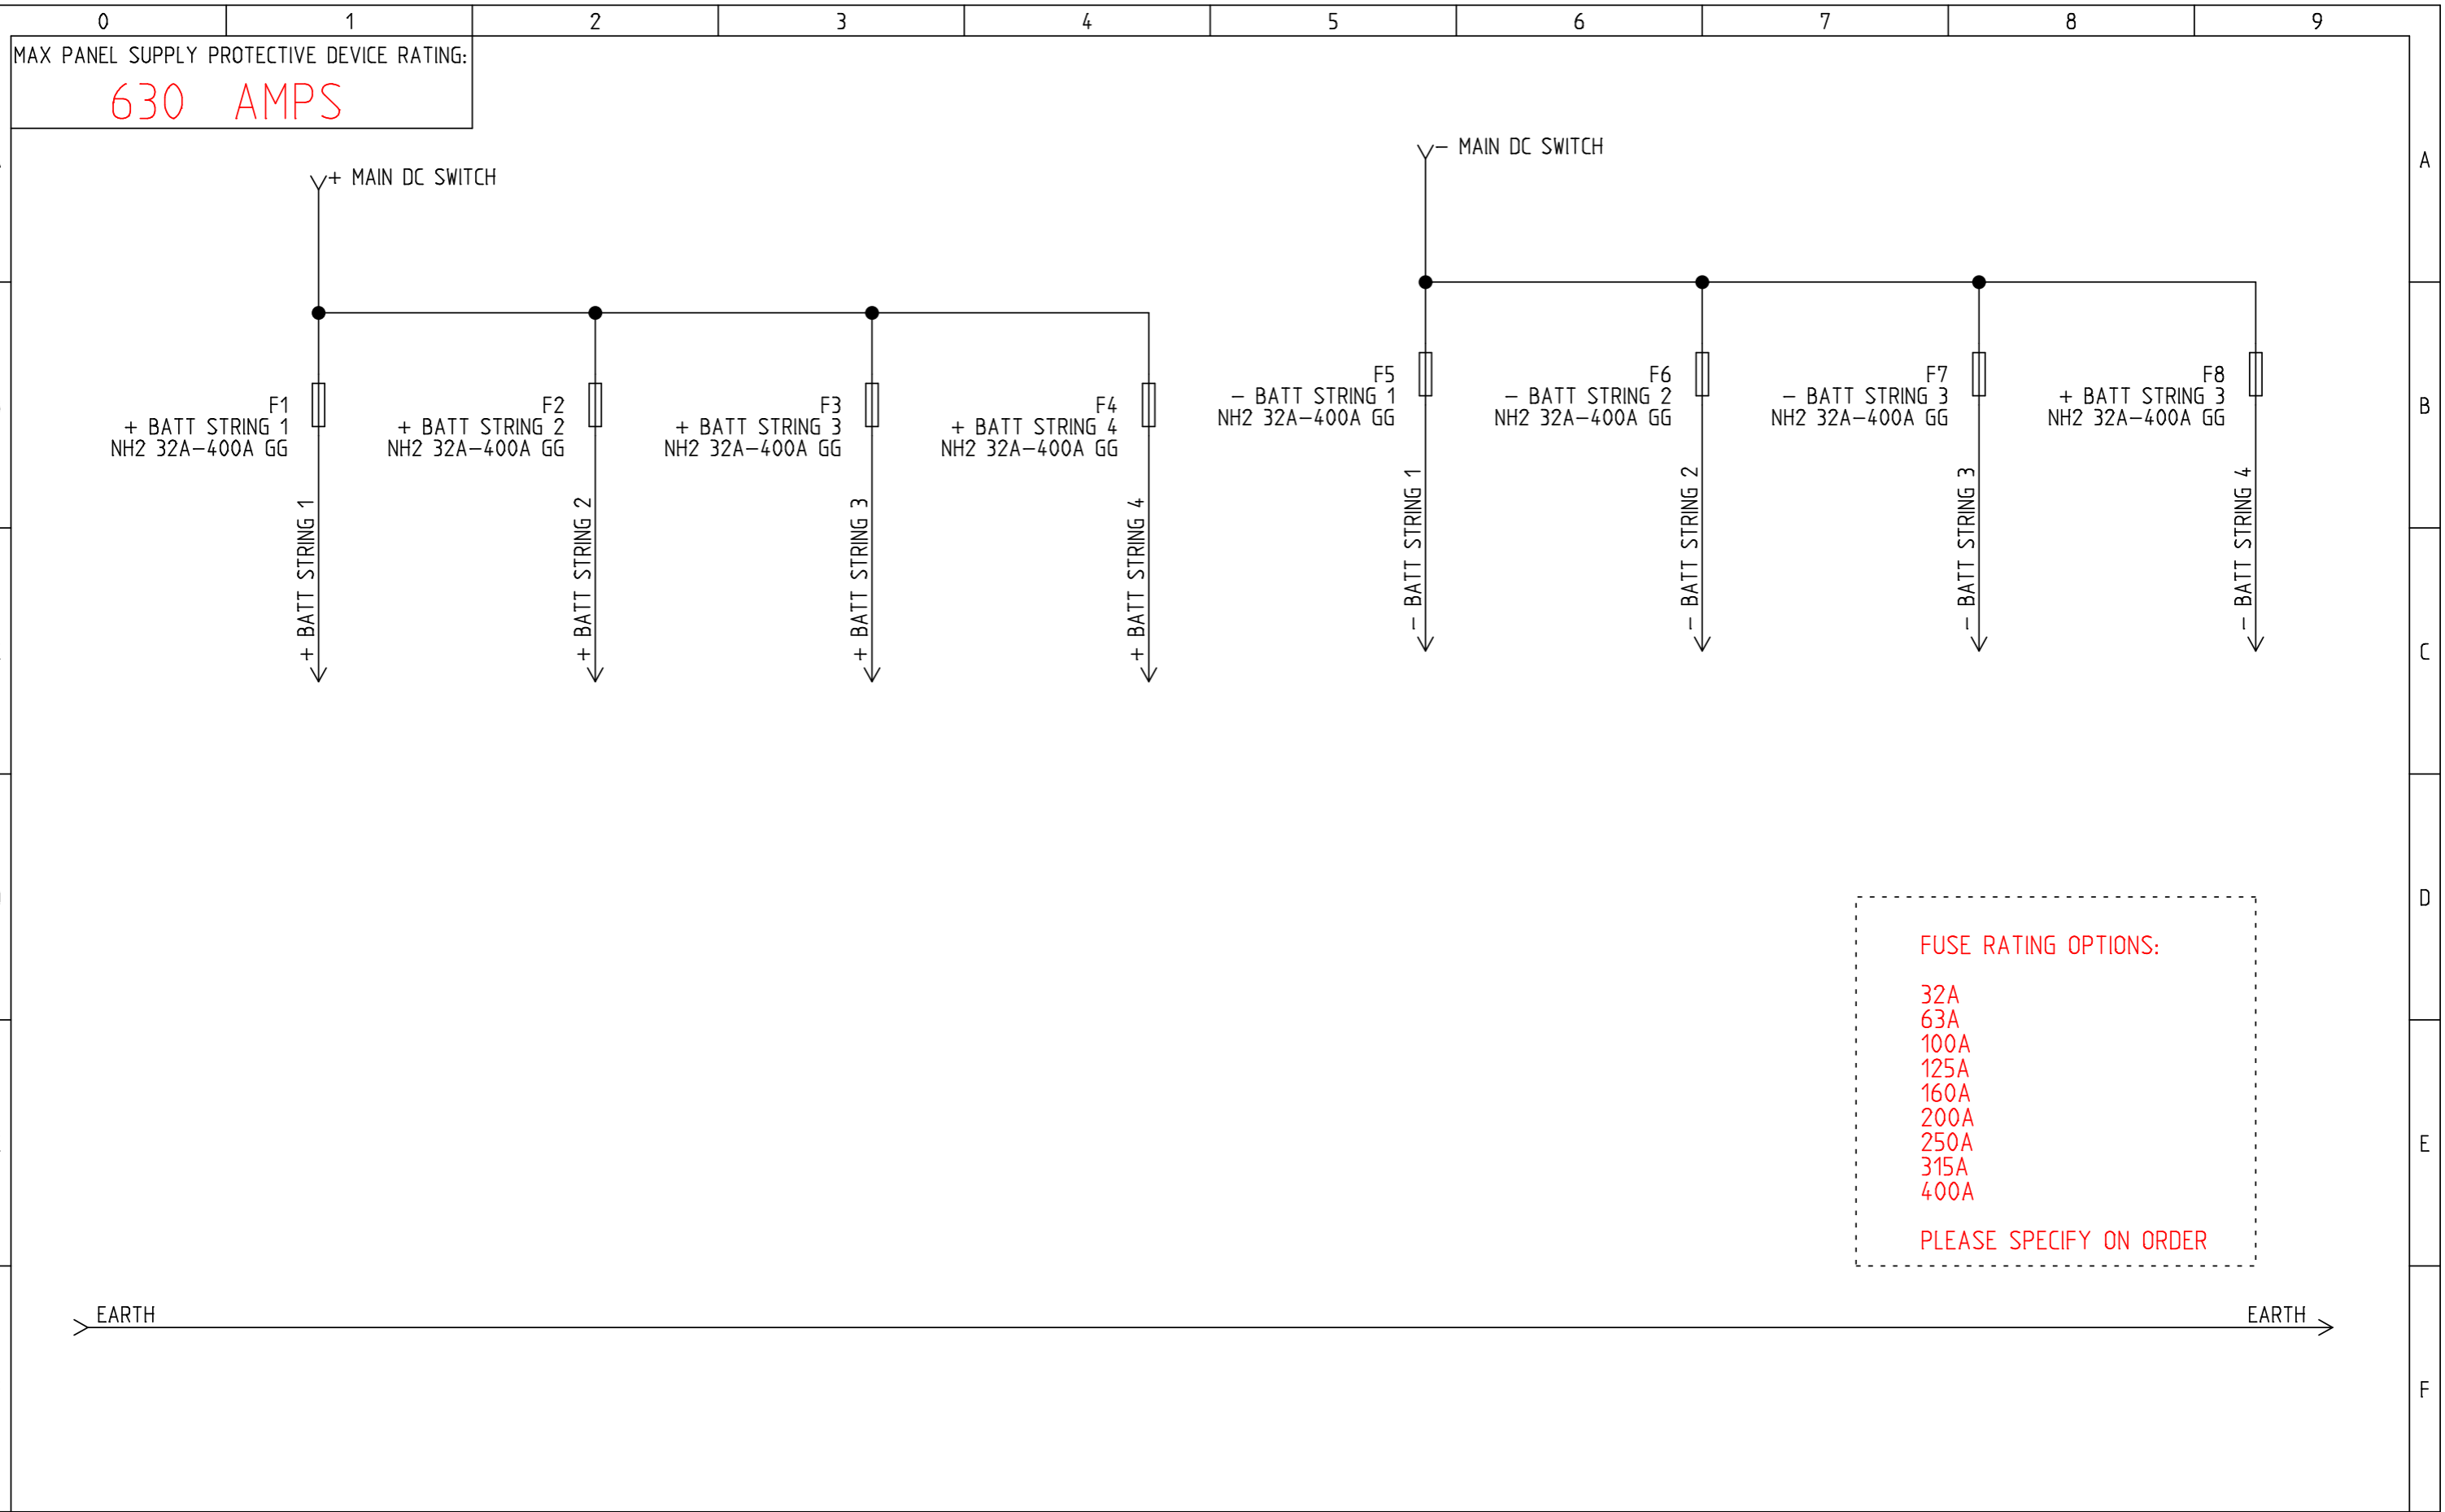 0 1 2 3 4 5 6 7 8 9
MAX PANEL SUPPLY PROTECTIVE DEVICE RATING:
630 AMPS
+ MAIN DC SWITCH
- MAIN DC SWITCH
A
F1
+ BATT STRING 1
NH2 32A-400A GG
F2
+ BATT STRING 2
NH2 32A-400A GG
F3
+ BATT STRING 3
NH2 32A-400A GG
F4
+ BATT STRING 4
NH2 32A-400A GG
F5
- BATT STRING 1
NH2 32A-400A GG
F6
- BATT STRING 2
NH2 32A-400A GG
F7
- BATT STRING 3
NH2 32A-400A GG
F8
+ BATT STRING 3
NH2 32A-400A GG
B
+ BATT STRING 1
+ BATT STRING 2
+ BATT STRING 3
+ BATT STRING 4
- BATT STRING 1
- BATT STRING 2
- BATT STRING 3
- BATT STRING 4
C
D
FUSE RATING OPTIONS:
32A
63A
100A
125A
160A
200A
250A
315A
400A
PLEASE SPECIFY ON ORDER
E
EARTH
EARTH
F